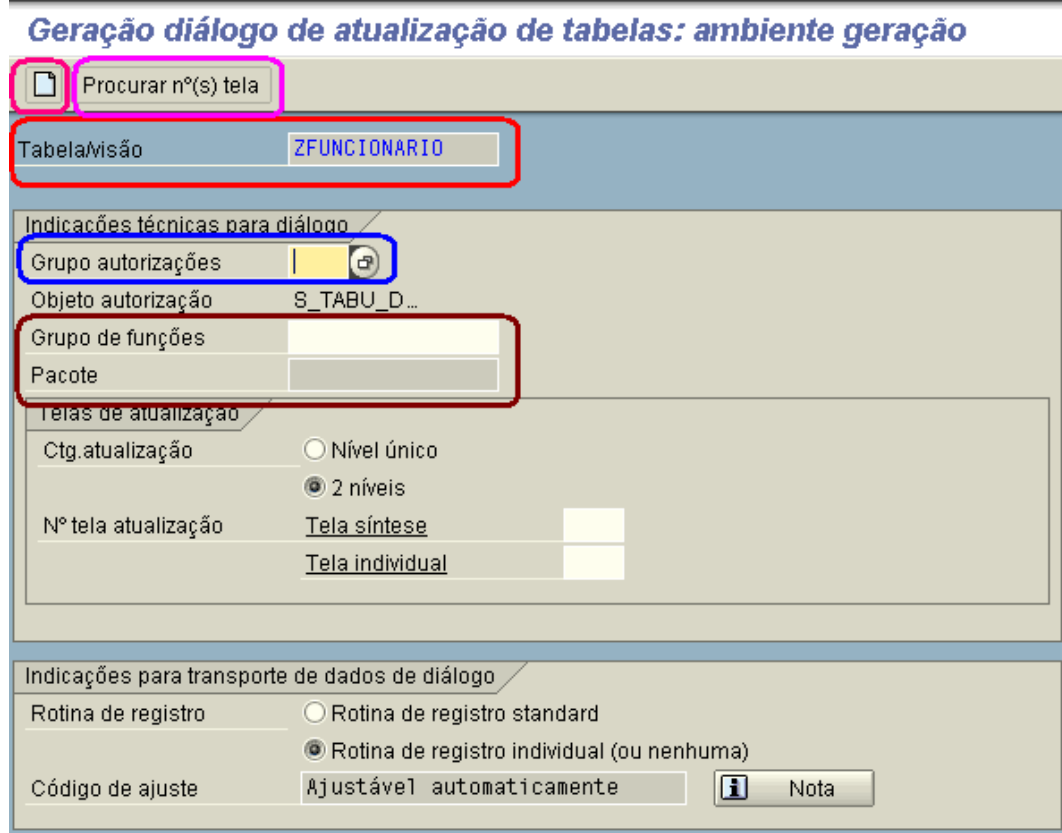 Geração diálogo de atualização de tabelas: ambiente geração
Procurar nº(s) tela
Tabela/visão ZFUNCIONARIO
Indicações técnicas para diálogo
Grupo autorizações
Objeto autorização S_TABU_D…
Grupo de funções
Pacote
Telas de atualização
Ctg.atualização Nível único
2 níveis
Nº tela atualização Tela síntese
Tela individual
Indicações para transporte de dados de diálogo
Rotina de registro Rotina de registro standard
Rotina de registro individual (ou nenhuma)
Código de ajuste Ajustável automaticamente Nota